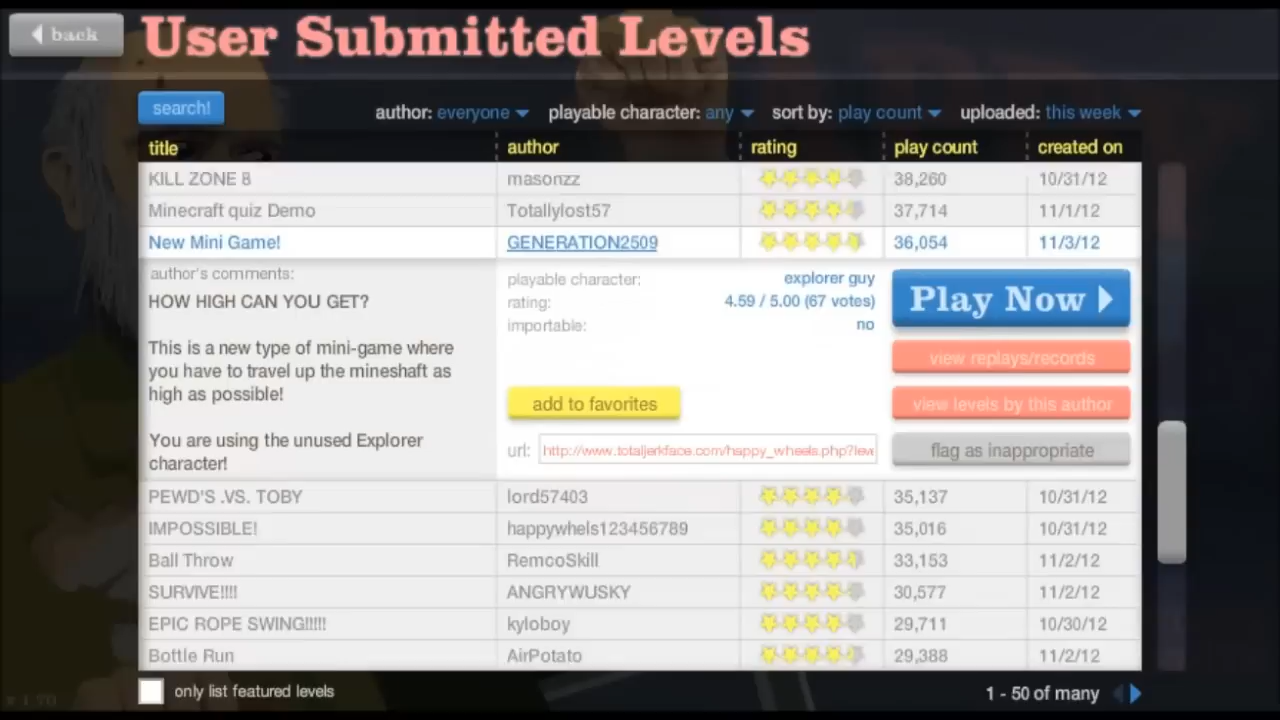 back
User Submitted Levels
search!
author: everyone playable character: any sort by: play count uploaded: this week
title author rating play count created on
KILL ZONE 8 masonzz 38,260 10/31/12
Minecraft quiz Demo Totallylost57 37,714 11/1/12
New Mini Game! GENERATION2509 36,054 11/3/12
author's comments:
HOW HIGH CAN YOU GET?
This is a new type of mini-game where
you have to travel up the mineshaft as
high as possible!
You are using the unused Explorer
character!
playable character: explorer guy
rating: 4.59 / 5.00 (67 votes)
importable: no
add to favorites
url: http://www.totaljerkface.com/happy_wheels.php?leve
Play Now
view replays/records
view levels by this author
flag as inappropriate
PEWD'S .VS. TOBY lord57403 35,137 10/31/12
IMPOSSIBLE! happywhels123456789 35,016 10/31/12
Ball Throw RemcoSkill 33,153 11/2/12
SURVIVE!!!! ANGRYWUSKY 30,577 11/2/12
EPIC ROPE SWING!!!!! kyloboy 29,711 10/30/12
Bottle Run AirPotato 29,388 11/2/12
only list featured levels
1 - 50 of many